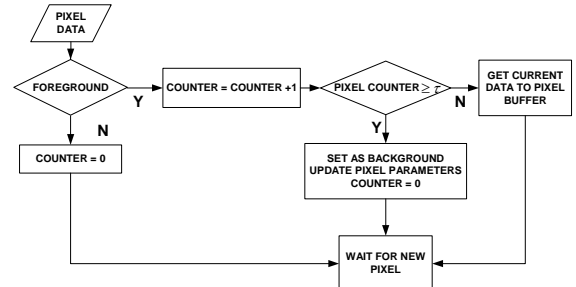 PIXEL
DATA
FOREGROUND
Y
COUNTER = COUNTER +1
PIXEL COUNTER ≥ τ
N
GET CURRENT
DATA TO PIXEL
BUFFER
N
Y
COUNTER = 0
SET AS BACKGROUND
UPDATE PIXEL PARAMETERS
COUNTER = 0
WAIT FOR NEW
PIXEL